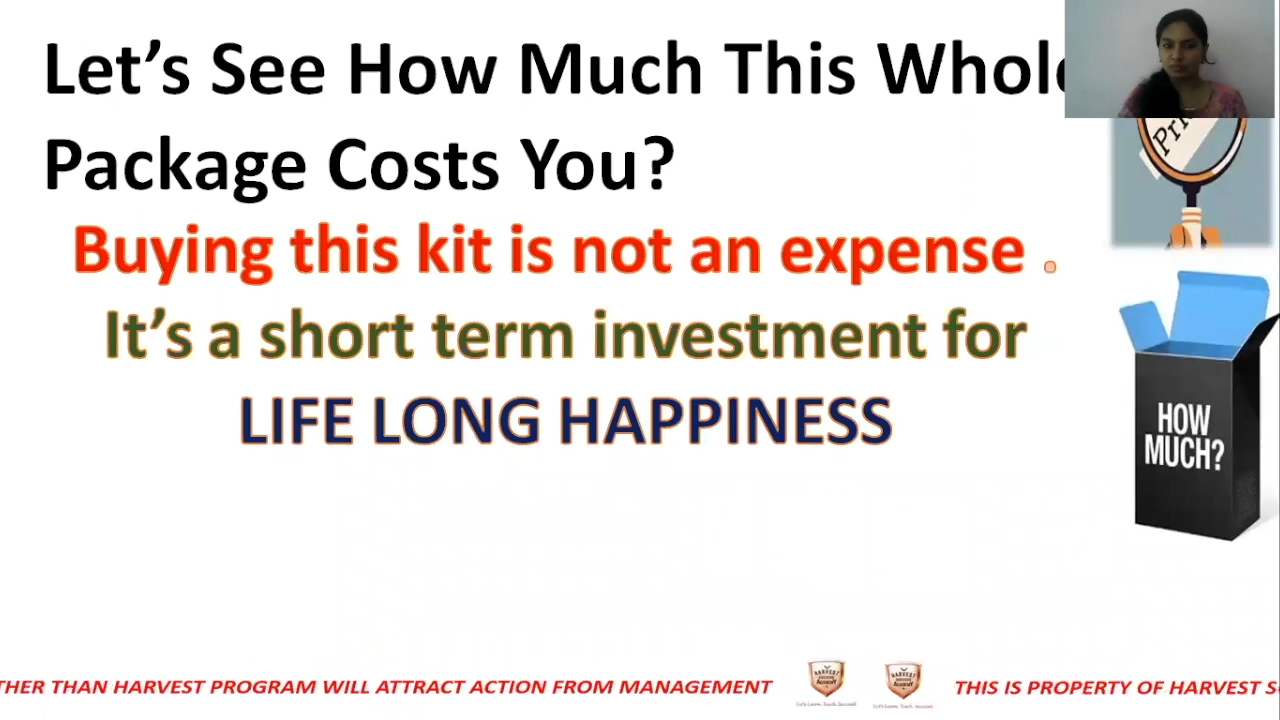 Let’s See How Much This Whole
Package Costs You?
Buying this kit is not an expense .
It’s a short term investment for
LIFE LONG HAPPINESS
HOW
MUCH?
THER THAN HARVEST PROGRAM WILL ATTRACT ACTION FROM MANAGEMENT
HARVEST
THIS IS PROPERTY OF HARVEST S